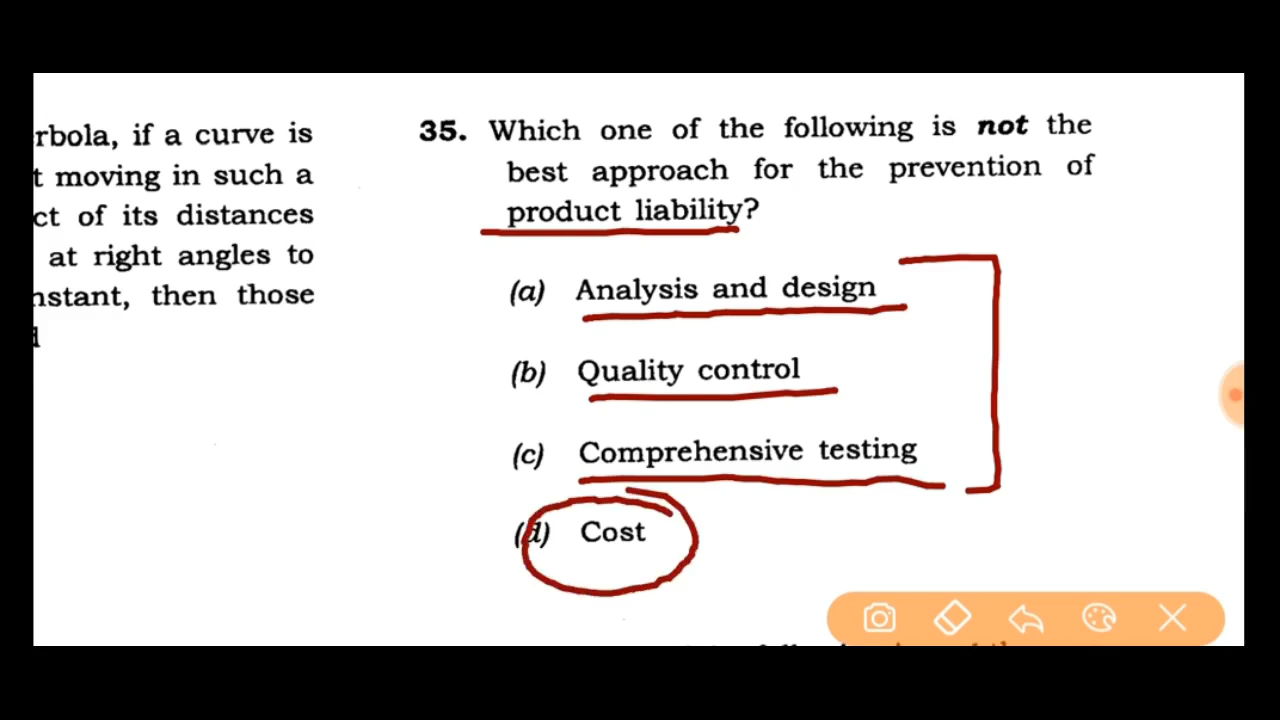 rbola, if a curve is
t moving in such a
ct of its distances
at right angles to
nstant, then those
35. Which one of the following is not the
best approach for the prevention of
product liability?
(a) Analysis and design
(b) Quality control
(c) Comprehensive testing
(d) Cost